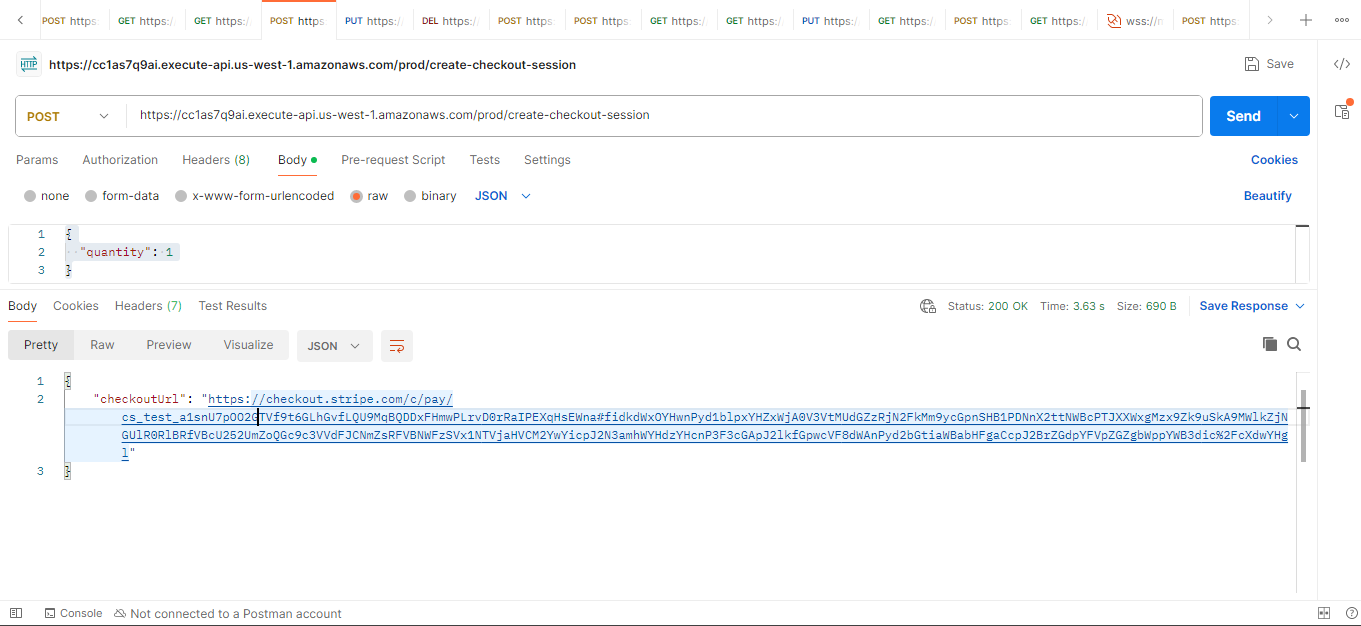 POST https:
GET https:/
GET https:/
POST https
PUT https:/
DEL https:/
POST https:
POST https:
GET https:/
GET https:/
PUT https:/
GET https:/
POST https:
GET https:/
wss://n
POST https
HTTP
https://cc1as7q9ai.execute-api.us-west-1.amazonaws.com/prod/create-checkout-session
Save
POST
https://cc1as7q9ai.execute-api.us-west-1.amazonaws.com/prod/create-checkout-session
Send
Params Authorization Headers (8) Body Pre-request Script Tests Settings Cookies
none form-data x-www-form-urlencoded raw binary JSON Beautify
1 {
2 "quantity": 1
3 }
Body Cookies Headers (7) Test Results Status: 200 OK Time: 3.63 s Size: 690 B Save Response
Pretty Raw Preview Visualize JSON
1 {
2 "checkoutUrl": "https://checkout.stripe.com/c/pay/
cs_test_a1snU7pOO2GTVf9t6GLhGvfLQU9MqBQDDxFHmwPLrvD0rRaIPEXqHsEWna#fidkdWxOYHwnPyd1blpxYHZxWjA0V3VtMUdGZzRjN2FkMm9ycGpnSHB1PDNnX2ttNWBcPTJXXWxgMzx9Zk9uSkA9MWlkZjN
GUlR0RlBRfVBcU252UmZoQGc9c3VVdFJCNmZsRFVBNWFzSVx1NTVjaHVCM2YwYicpJ2N3amhWYHdzYHcnP3F3cGApJ2lkfGpwcVF8dWAnPyd2bGtiaWBabHFgaCcpJ2BrZGdpYFVpZGZgbWppYWB3dic%2FcXdwYHg
l"
3 }
Console Not connected to a Postman account